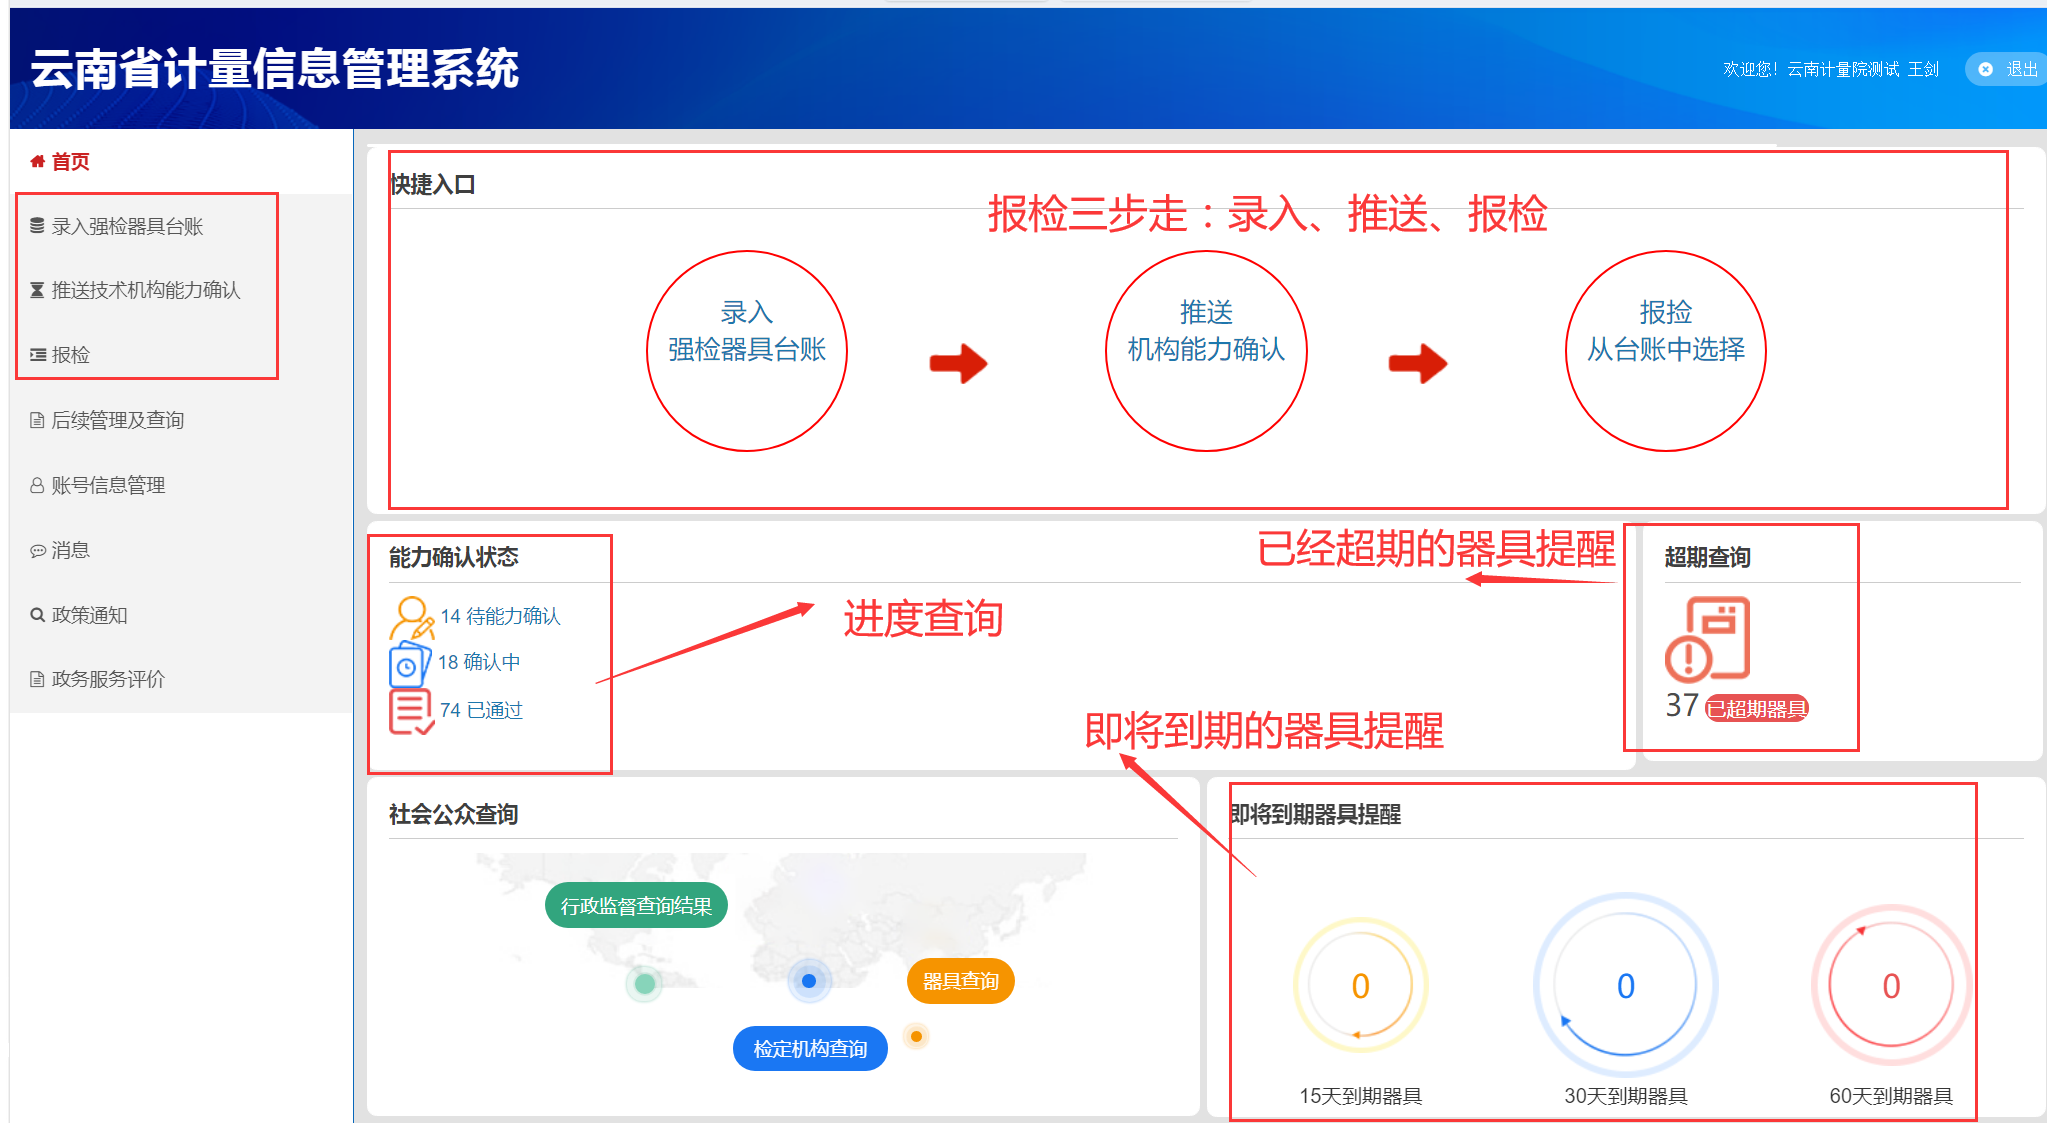 云南省计量信息管理系统
欢迎您！云南计量院测试 王剑
退出
首页
录入强检器具台账
推送技术机构能力确认
报检
后续管理及查询
账号信息管理
消息
政策通知
政务服务评价
快捷入口
报检三步走：录入、推送、报检
录入
强检器具台账
推送
机构能力确认
报捡
从台账中选择
能力确认状态
14 待能力确认
18 确认中
74 已通过
进度查询
已经超期的器具提醒
超期查询
37 已超期器具
即将到期的器具提醒
社会公众查询
行政监督查询结果
器具查询
检定机构查询
即将到期器具提醒
0
0
0
15天到期器具
30天到期器具
60天到期器具